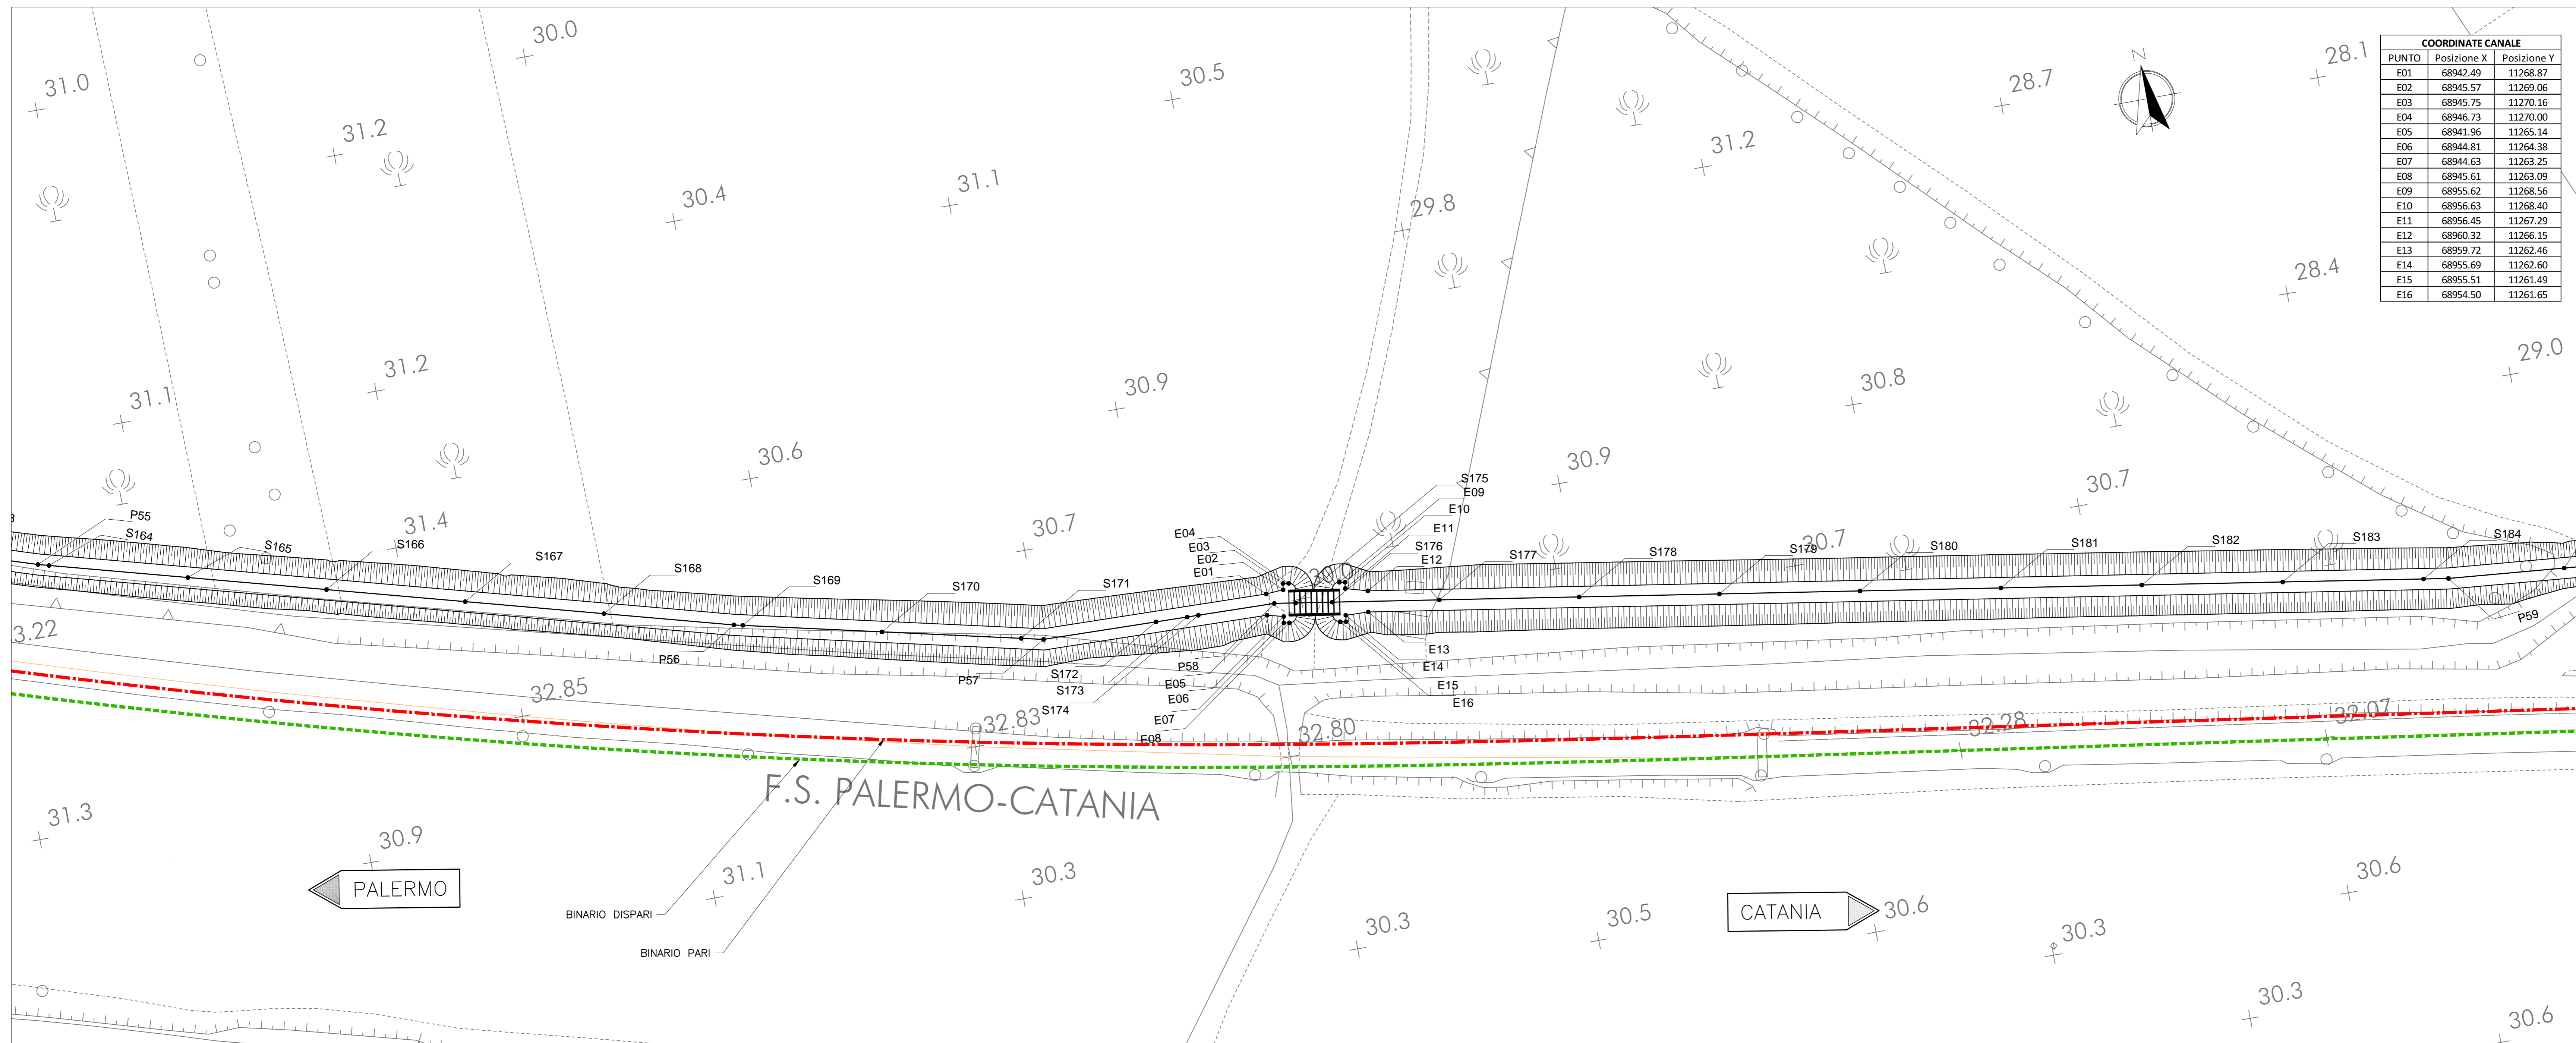 COORDINATE CANALE
PUNTO Posizione X Posizione Y
E01 68942.49 11268.87
E02 68945.57 11269.06
E03 68945.75 11270.16
E04 68946.73 11270.00
E05 68941.96 11265.14
E06 68944.81 11264.38
E07 68944.63 11263.25
E08 68945.61 11263.09
E09 68955.62 11268.56
E10 68956.63 11268.40
E11 68956.45 11267.29
E12 68960.32 11266.15
E13 68959.72 11262.46
E14 68955.69 11262.60
E15 68955.51 11261.49
E16 68954.50 11261.65
N
30.0
31.0
30.5
28.7
28.1
31.2
31.2
31.1
30.4
29.8
28.4
29.0
31.2
30.9
30.8
31.1
30.6
30.9
30.7
31.4
30.7
30.7
30.0
S175
E09
E10
E11
S176
E12
P55
S164
S165
S166
S167
S168
S169
S170
S171
E04
E03
E02
E01
S177
S178
S179
S180
S181
S182
S183
S184
P59
3.22
P56
P57
S172
S173
S174
P58
E05
E06
E07
E08
E13
E14
E15
E16
32.85
32.83
32.80
32.28
32.07
F.S. PALERMO-CATANIA
31.3
30.9
PALERMO
31.1
30.3
BINARIO DISPARI
BINARIO PARI
30.3
30.5
CATANIA
30.6
30.3
30.6
30.3
30.6